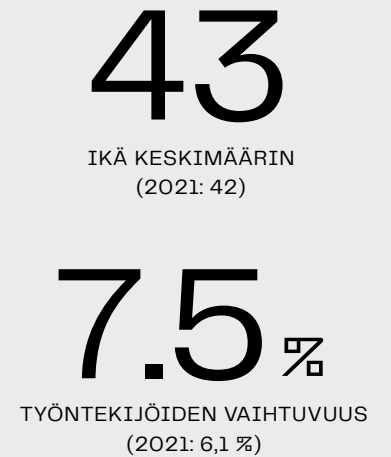 43
IKÄ KESKIMÄÄRIN
(2021: 42)
7.5 %
TYÖNTEKIJÖIDEN VAIHTUVUUS
(2021: 6,1 %)